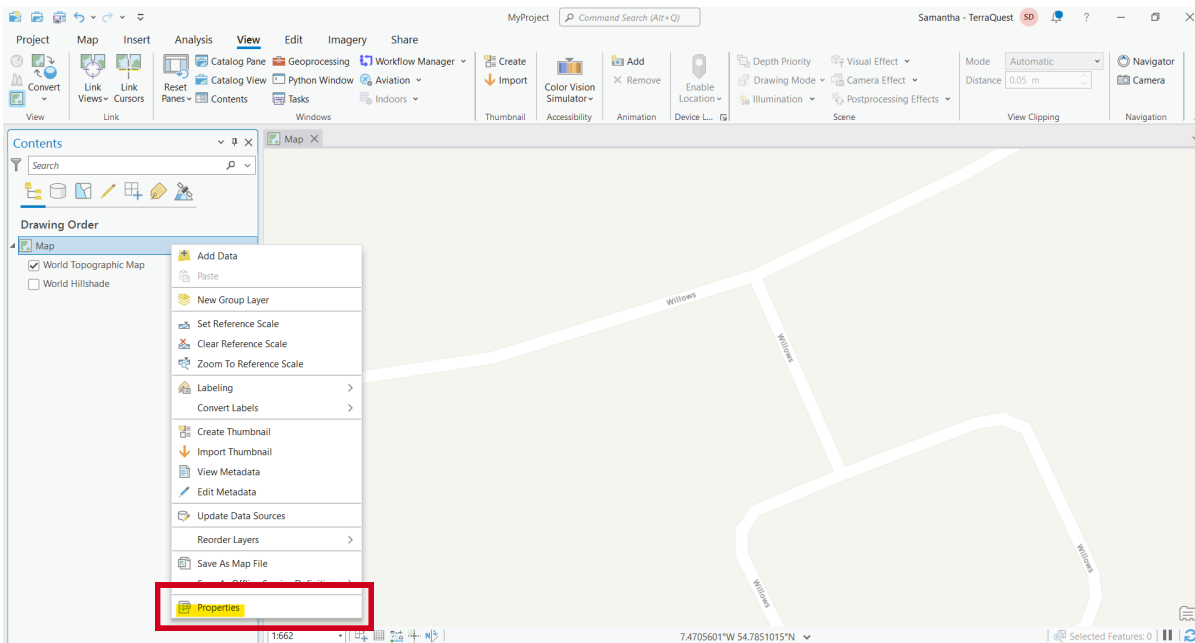 MyProject
Command Search (Alt+Q)
Samantha - TerraQuest SD ?
Project Map Insert Analysis View Edit Imagery Share
Convert
Link Views
Link Cursors
Reset Panes
Catalog Pane Geoprocessing Workflow Manager
Catalog View Python Window Aviation
Contents Tasks Indoors
Create
Import
Color Vision Simulator
Add
Remove
Enable Location
Depth Priority Visual Effect
Drawing Mode Camera Effect
Illumination Postprocessing Effects
Mode Automatic
Distance 0.05 m
Navigator
Camera
View Link Windows Thumbnail Accessibility Animation Device L... Scene View Clipping Navigation
Contents
Map
Search
Drawing Order
Map
World Topographic Map
World Hillshade
Add Data
Paste
New Group Layer
Set Reference Scale
Clear Reference Scale
Zoom To Reference Scale
Labeling
Convert Labels
Create Thumbnail
Import Thumbnail
View Metadata
Edit Metadata
Update Data Sources
Reorder Layers
Save As Map File
Properties
Willows
Willows
Willows
Willows
1:662
7.4705601°W 54.7851015°N
Selected Features: 0